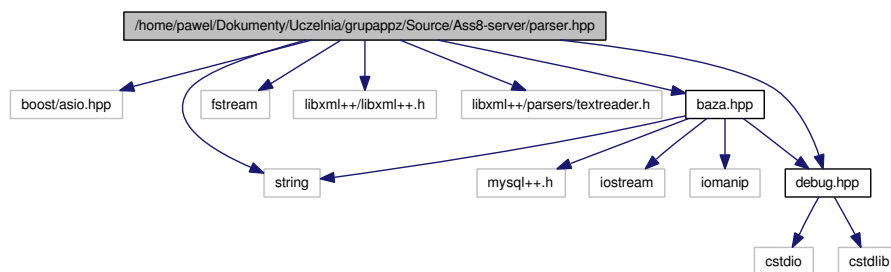 /home/pawel/Dokumenty/Uczelnia/grupappz/Source/Ass8-server/parser.hpp
boost/asio.hpp
fstream
libxml++/libxml++.h
libxml++/parsers/textreader.h
baza.hpp
string
mysql++.h
iostream
iomanip
debug.hpp
cstdio
cstdlib